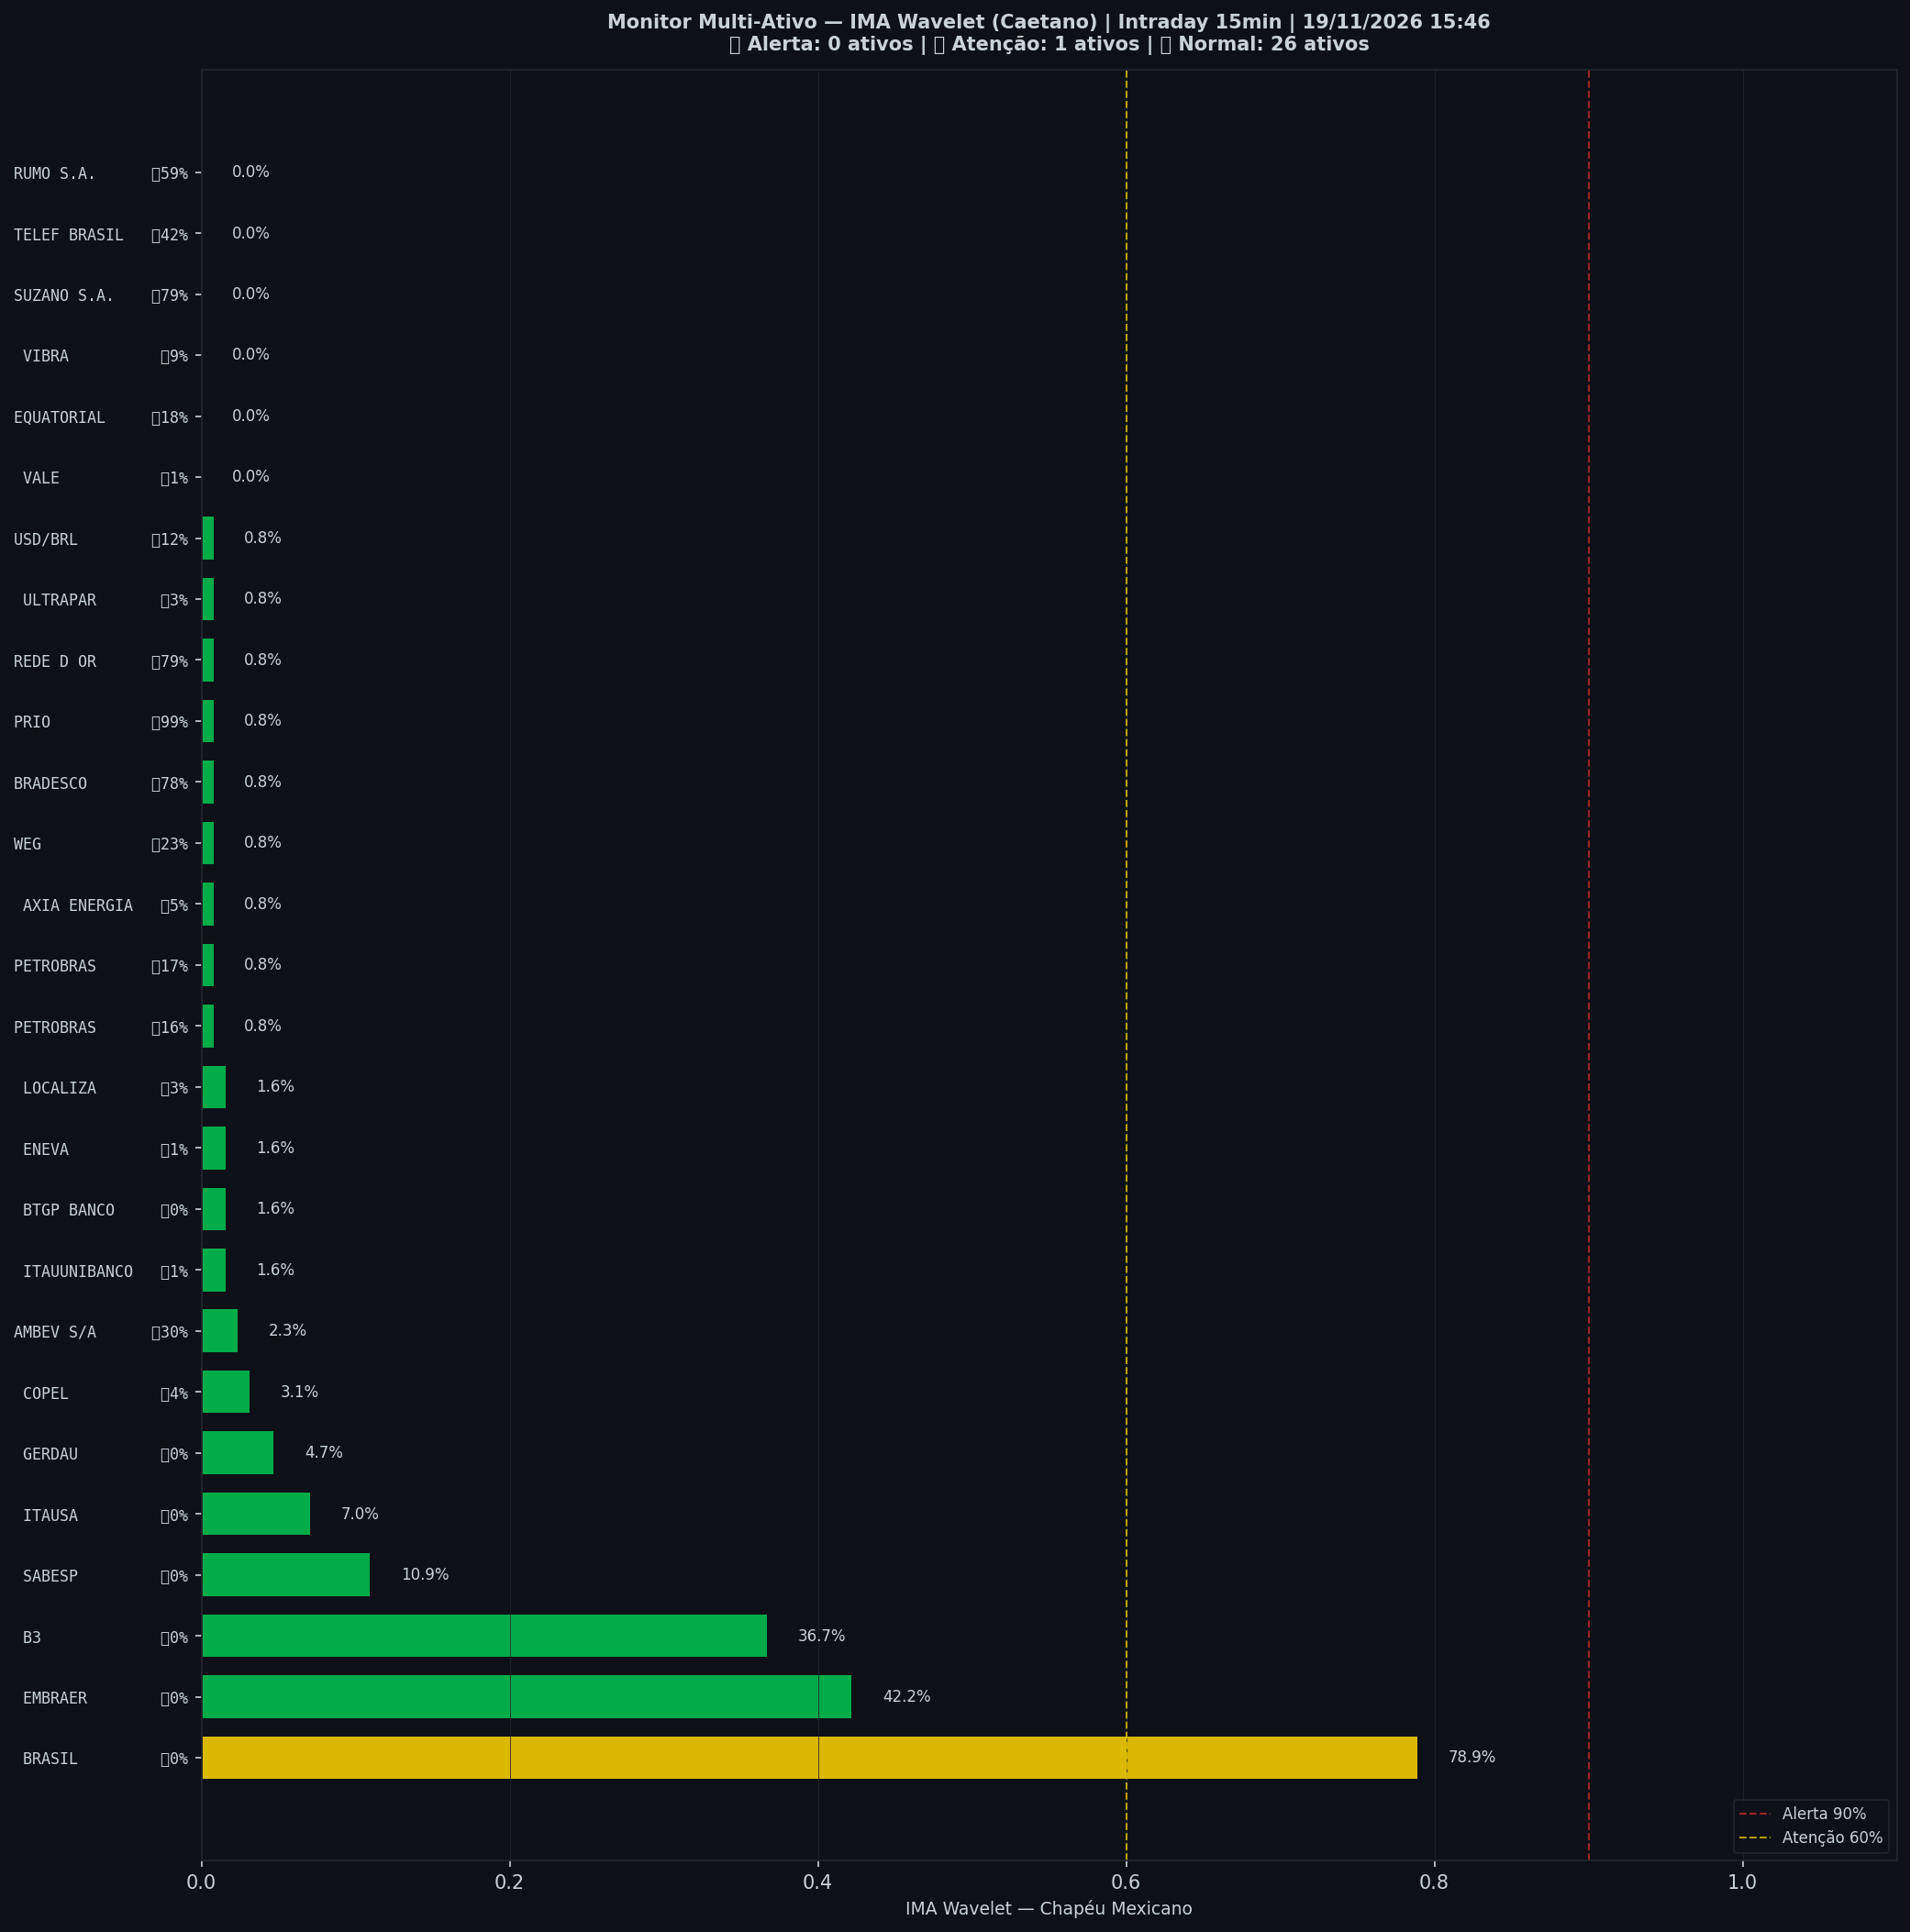 Monitor Multi-Ativo — IMA Wavelet (Caetano) | Intraday 15min | 19/11/2026 15:46
▯ Alerta: 0 ativos | ▯ Atenção: 1 ativos | ▯ Normal: 26 ativos
RUMO S.A. ▯59% 0.0%
TELEF BRASIL ▯42% 0.0%
SUZANO S.A. ▯79% 0.0%
VIBRA ▯9% 0.0%
EQUATORIAL ▯18% 0.0%
VALE ▯1% 0.0%
USD/BRL ▯12% 0.8%
ULTRAPAR ▯3% 0.8%
REDE D OR ▯79% 0.8%
PRIO ▯99% 0.8%
BRADESCO ▯78% 0.8%
WEG ▯23% 0.8%
AXIA ENERGIA ▯5% 0.8%
PETROBRAS ▯17% 0.8%
PETROBRAS ▯16% 0.8%
LOCALIZA ▯3% 1.6%
ENEVA ▯1% 1.6%
BTGP BANCO ▯0% 1.6%
ITAUUNIBANCO ▯1% 1.6%
AMBEV S/A ▯30% 2.3%
COPEL ▯4% 3.1%
GERDAU ▯0% 4.7%
ITAUSA ▯0% 7.0%
SABESP ▯0% 10.9%
B3 ▯0% 36.7%
EMBRAER ▯0% 42.2%
BRASIL ▯0% 78.9%
Alerta 90%
Atenção 60%
0.0 0.2 0.4 0.6 0.8 1.0
IMA Wavelet — Chapéu Mexicano